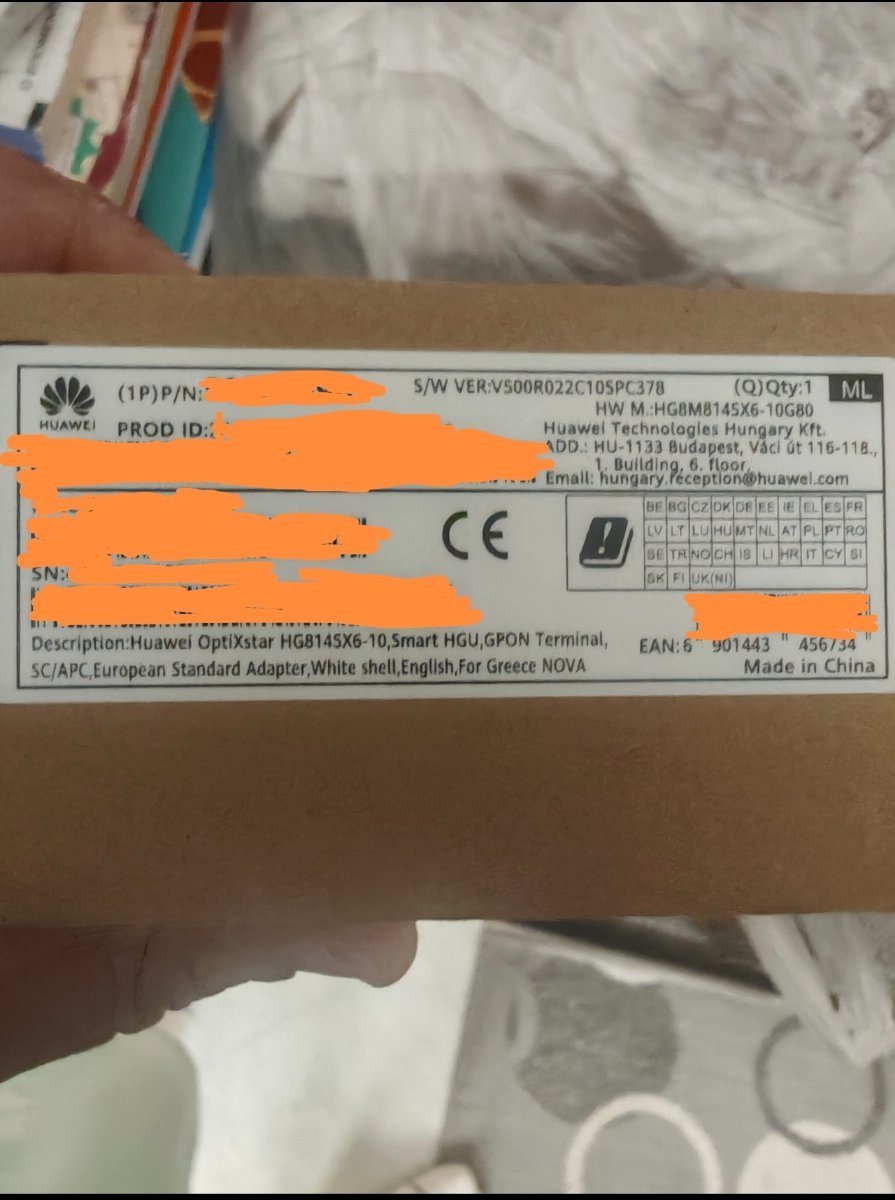 HUAWEI
(1P)P/N:
S/W VER:V500R022C10SPC378
(Q)Qty:1
ML
HW M.:HG8M8145X6-10G80
PROD ID:
Huawei Technologies Hungary Kft.
ADD.: HU-1133 Budapest, Váci út 116-118.,
1. Building, 6. floor,
Email: hungary.reception@huawei.com
CE
BE BG CZ DK DE EE IE EL ES FR
LV LT LU HU MT NL AT PL PT RO
SE TR NO CH IS LI HR IT CY SI
SK FI UK(NI)
SN:
Description:Huawei OptiXstar HG8145X6-10,Smart HGU,GPON Terminal,
SC/APC,European Standard Adapter,White shell,English,For Greece NOVA
EAN:6 901443 456734
Made in China